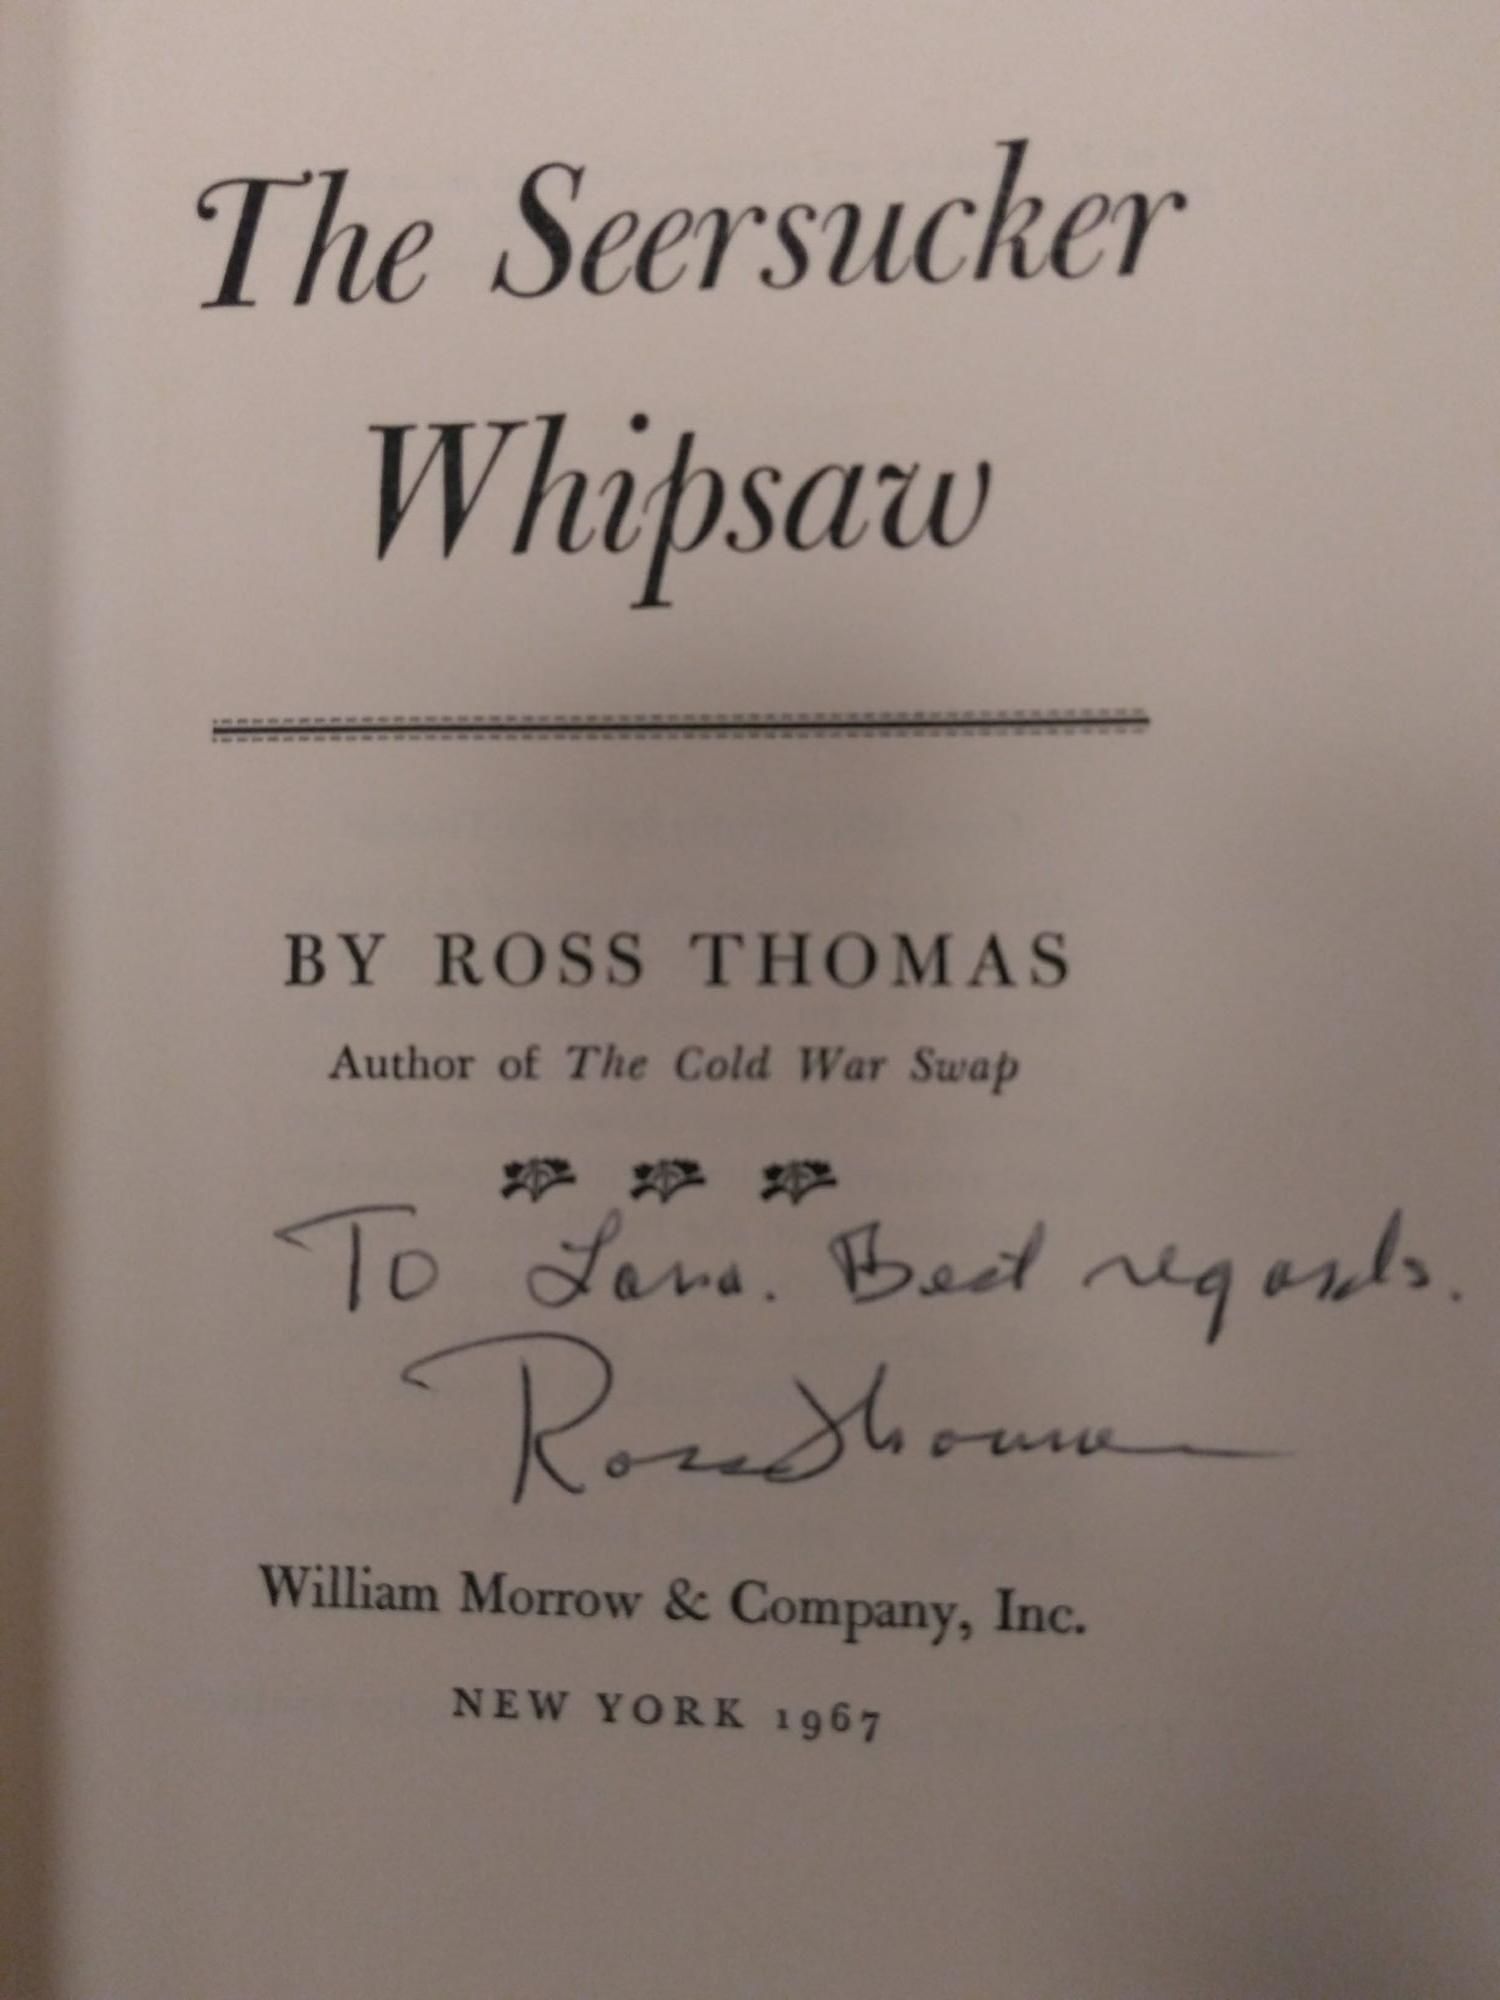 The Seersucker
Whipsaw
BY ROSS THOMAS
Author of The Cold War Swap
To Lana. Best regards.
Ross Thomas
William Morrow & Company, Inc.
NEW YORK 1967